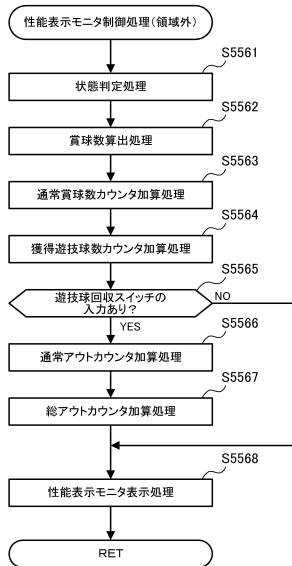 性能表示モニタ制御処理(領域外)
S5561
状態判定処理
S5562
賞球数算出処理
S5563
通常賞球数カウンタ加算処理
S5564
獲得遊技球数カウンタ加算処理
S5565
遊技球回収スイッチの
入力あり?
NO
YES
S5566
通常アウトカウンタ加算処理
S5567
総アウトカウンタ加算処理
S5568
性能表示モニタ表示処理
RET